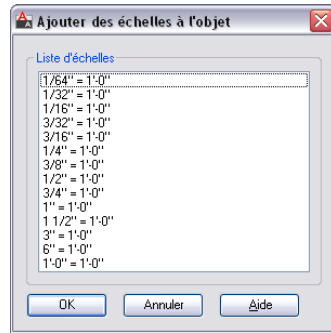 Ajouter des échelles à l'objet
Liste d'échelles
1/64" = 1'-0"
1/32" = 1'-0"
1/16" = 1'-0"
3/32" = 1'-0"
3/16" = 1'-0"
1/4" = 1'-0"
3/8" = 1'-0"
1/2" = 1'-0"
3/4" = 1'-0"
1" = 1'-0"
1 1/2" = 1'-0"
3" = 1'-0"
6" = 1'-0"
1'-0" = 1'-0"
OK Annuler Aide